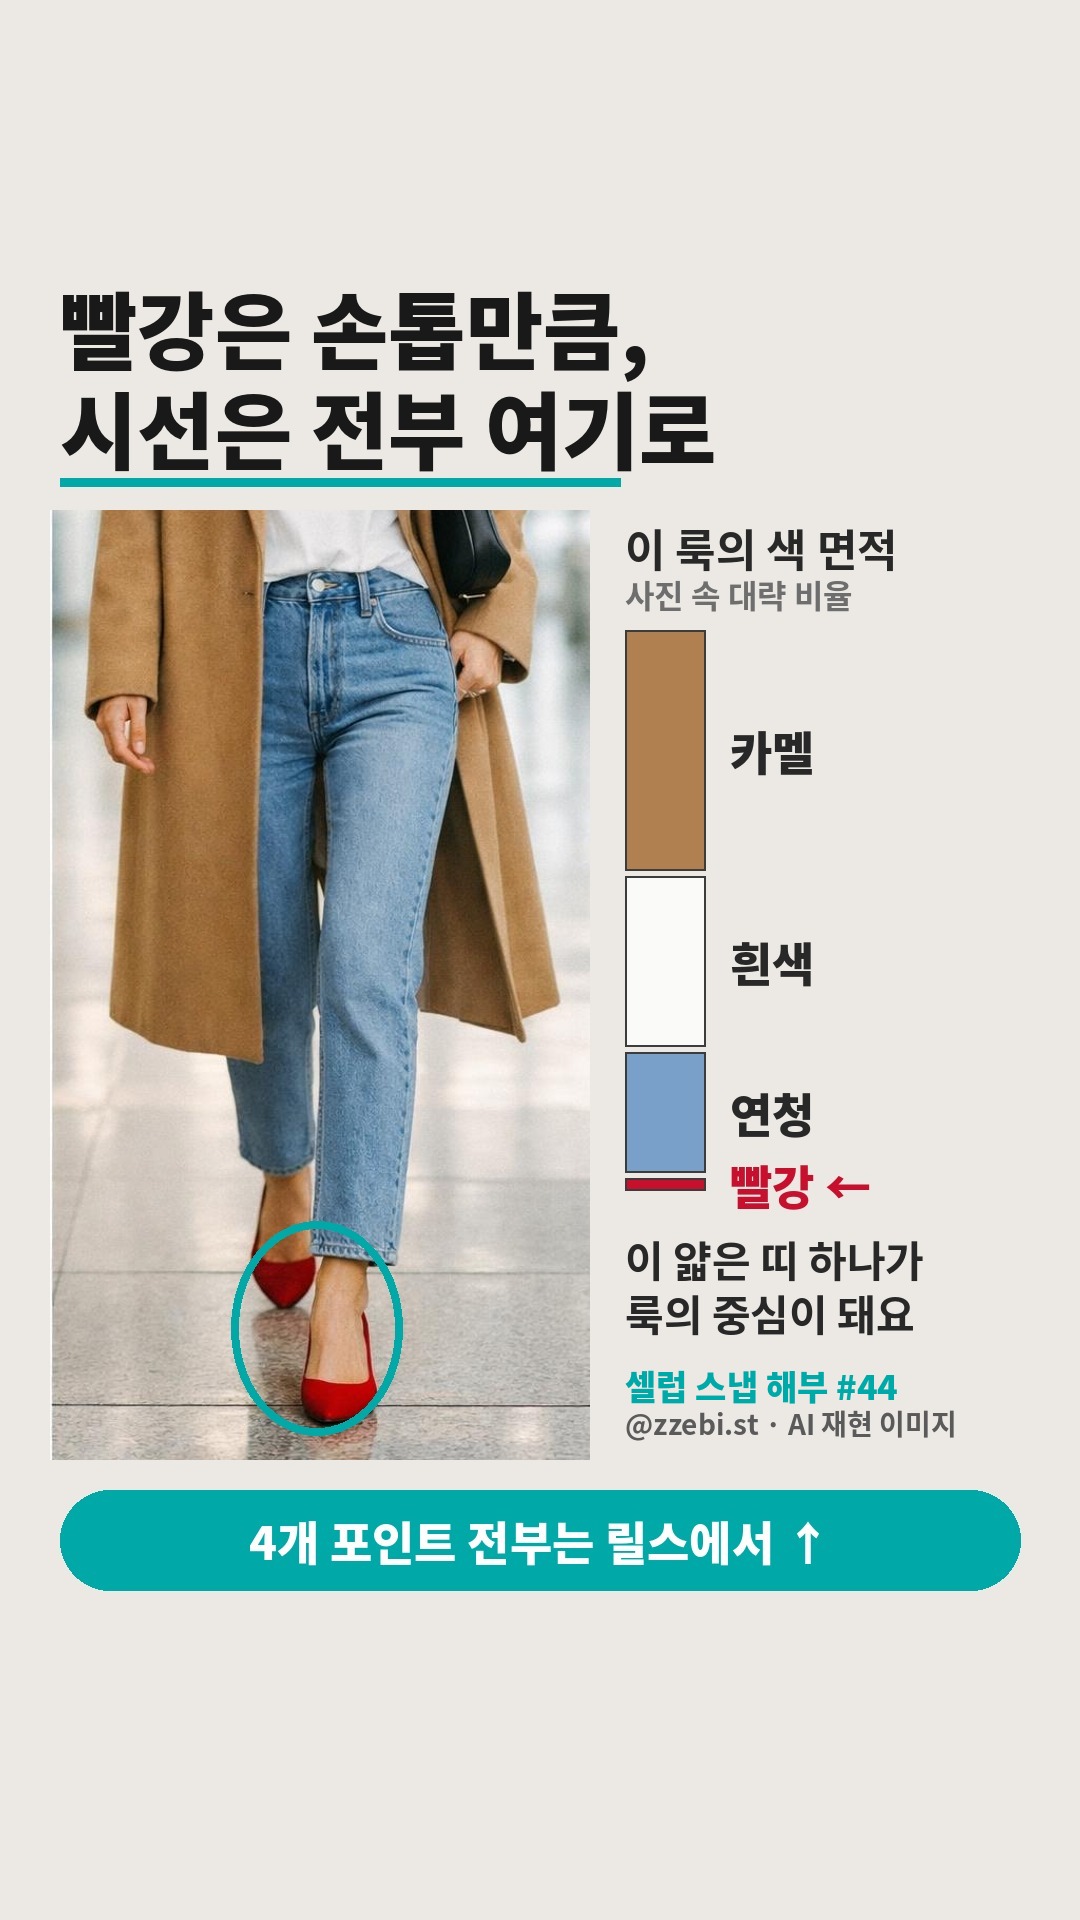 빨강은 손톱만큼,
시선은 전부 여기로
이 룩의 색 면적
사진 속 대략 비율
카멜
흰색
연청
빨강 ←
이 얇은 띠 하나가
룩의 중심이 돼요
셀럽 스냅 해부 #44
@zzebi.st · AI 재현 이미지
4개 포인트 전부는 릴스에서 ↑